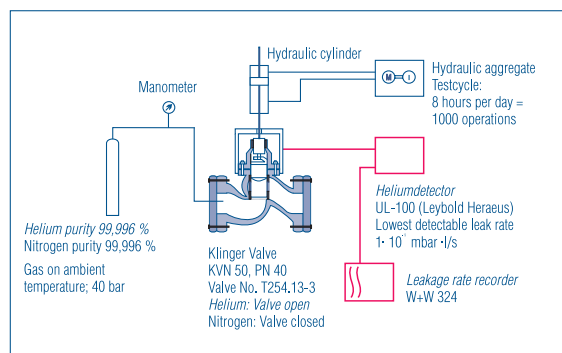 Hydraulic cylinder
Manometer
M
I
Hydraulic aggregate
Testcycle:
8 hours per day =
1000 operations
Helium purity 99,996 %
Nitrogen purity 99,996 %
Gas on ambient
temperature; 40 bar
Klinger Valve
KVN 50, PN 40
Valve No. T254.13-3
Helium: Valve open
Nitrogen: Valve closed
Heliumdetector
UL-100 (Leybold Heraeus)
Lowest detectable leak rate
1· 10 mbar ·l/s
Leakage rate recorder
W+W 324